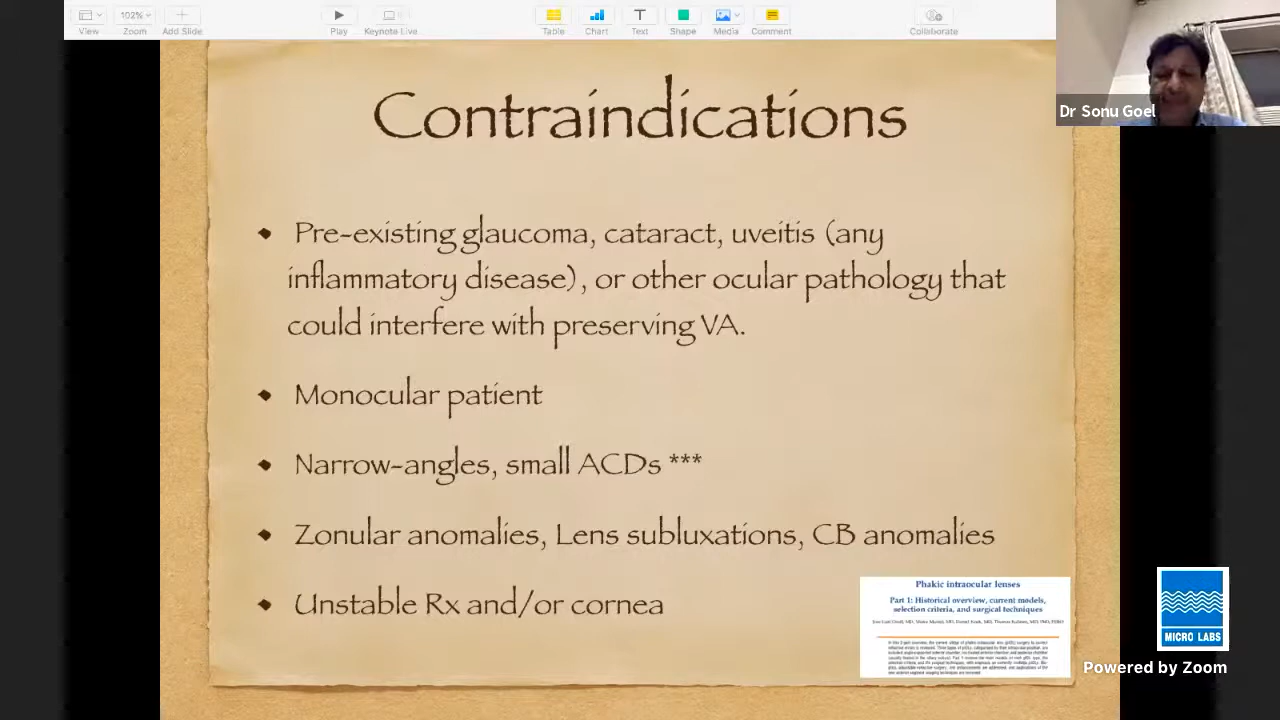 View
102%
Zoom
Add Slide
Play
Keynote Live
Table
Chart
Text
Shape
Media
Comment
Collaborate
Dr Sonu Goel
Contraindications
Pre-existing glaucoma, cataract, uveitis (any
inflammatory disease), or other ocular pathology that
could interfere with preserving VA.
Monocular patient
Narrow-angles, small ACDs ***
Zonular anomalies, Lens subluxations, CB anomalies
Unstable Rx and/or cornea
Phakic intraocular lenses
Part 1: Historical overview, current models,
selection criteria, and surgical techniques
MICRO LABS
Powered by Zoom